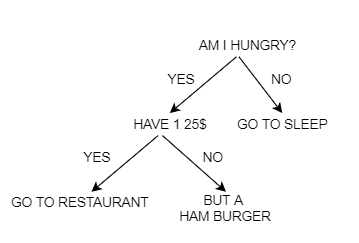 AM I HUNGRY?
YES
NO
HAVE 1 25$
GO TO SLEEP
YES
NO
GO TO RESTAURANT
BUT A
HAM BURGER